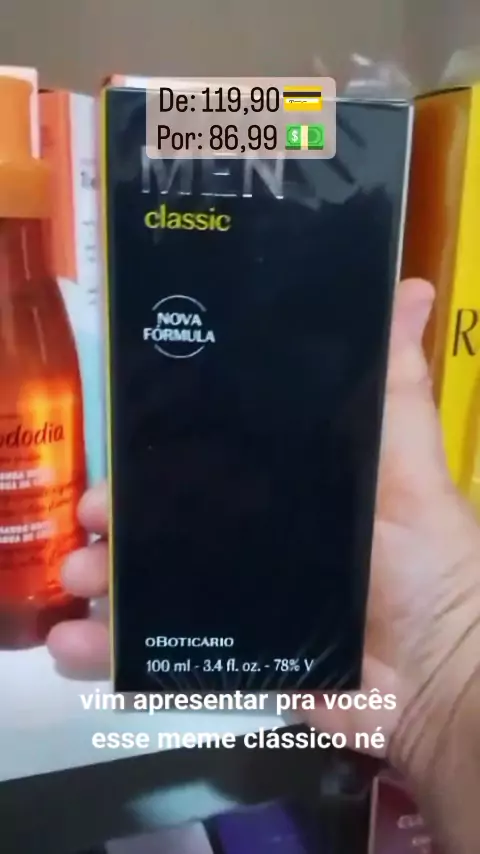 De: 119,90
Por: 86,99
MEN
classic
NOVA
FÓRMULA
oBOTICÁRIO
100 ml - 3.4 fl. oz. - 78% V
vim apresentar pra vocês
esse meme clássico né
R
ododia